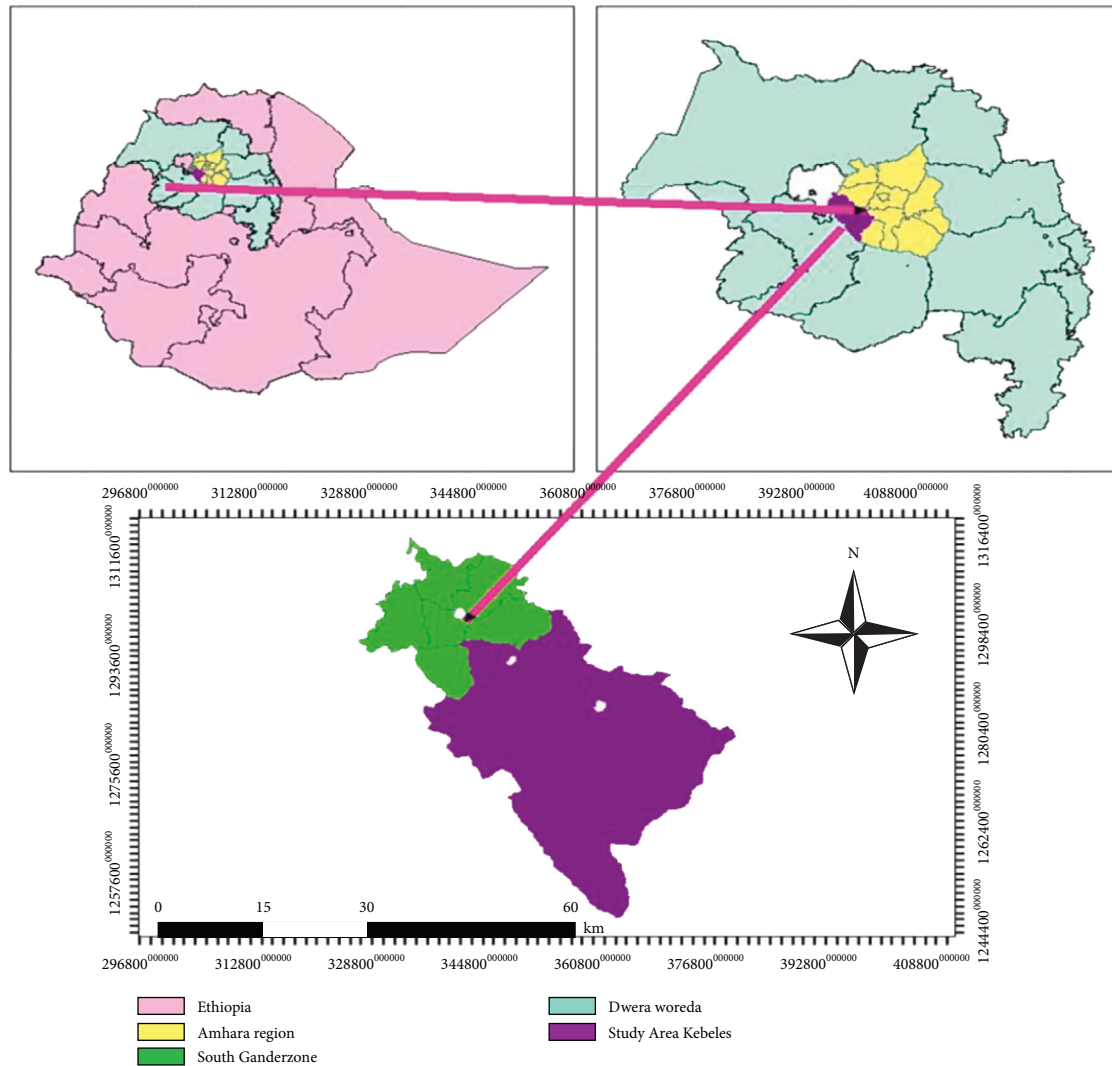 296800000000 312800000000 328800000000 344800000000 360800000000 376800000000 392800000000 4088000000000
1311600000000
1293600000000
1275600000000
1257600000000
1316400000000
1298400000000
1280400000000
1262400000000
1244400000000
N
0 15 30 60
km
296800000000 312800000000 328800000000 344800000000 360800000000 376800000000 392800000000 408800000000
Ethiopia
Amhara region
South Ganderzone
Dwera woreda
Study Area Kebeles